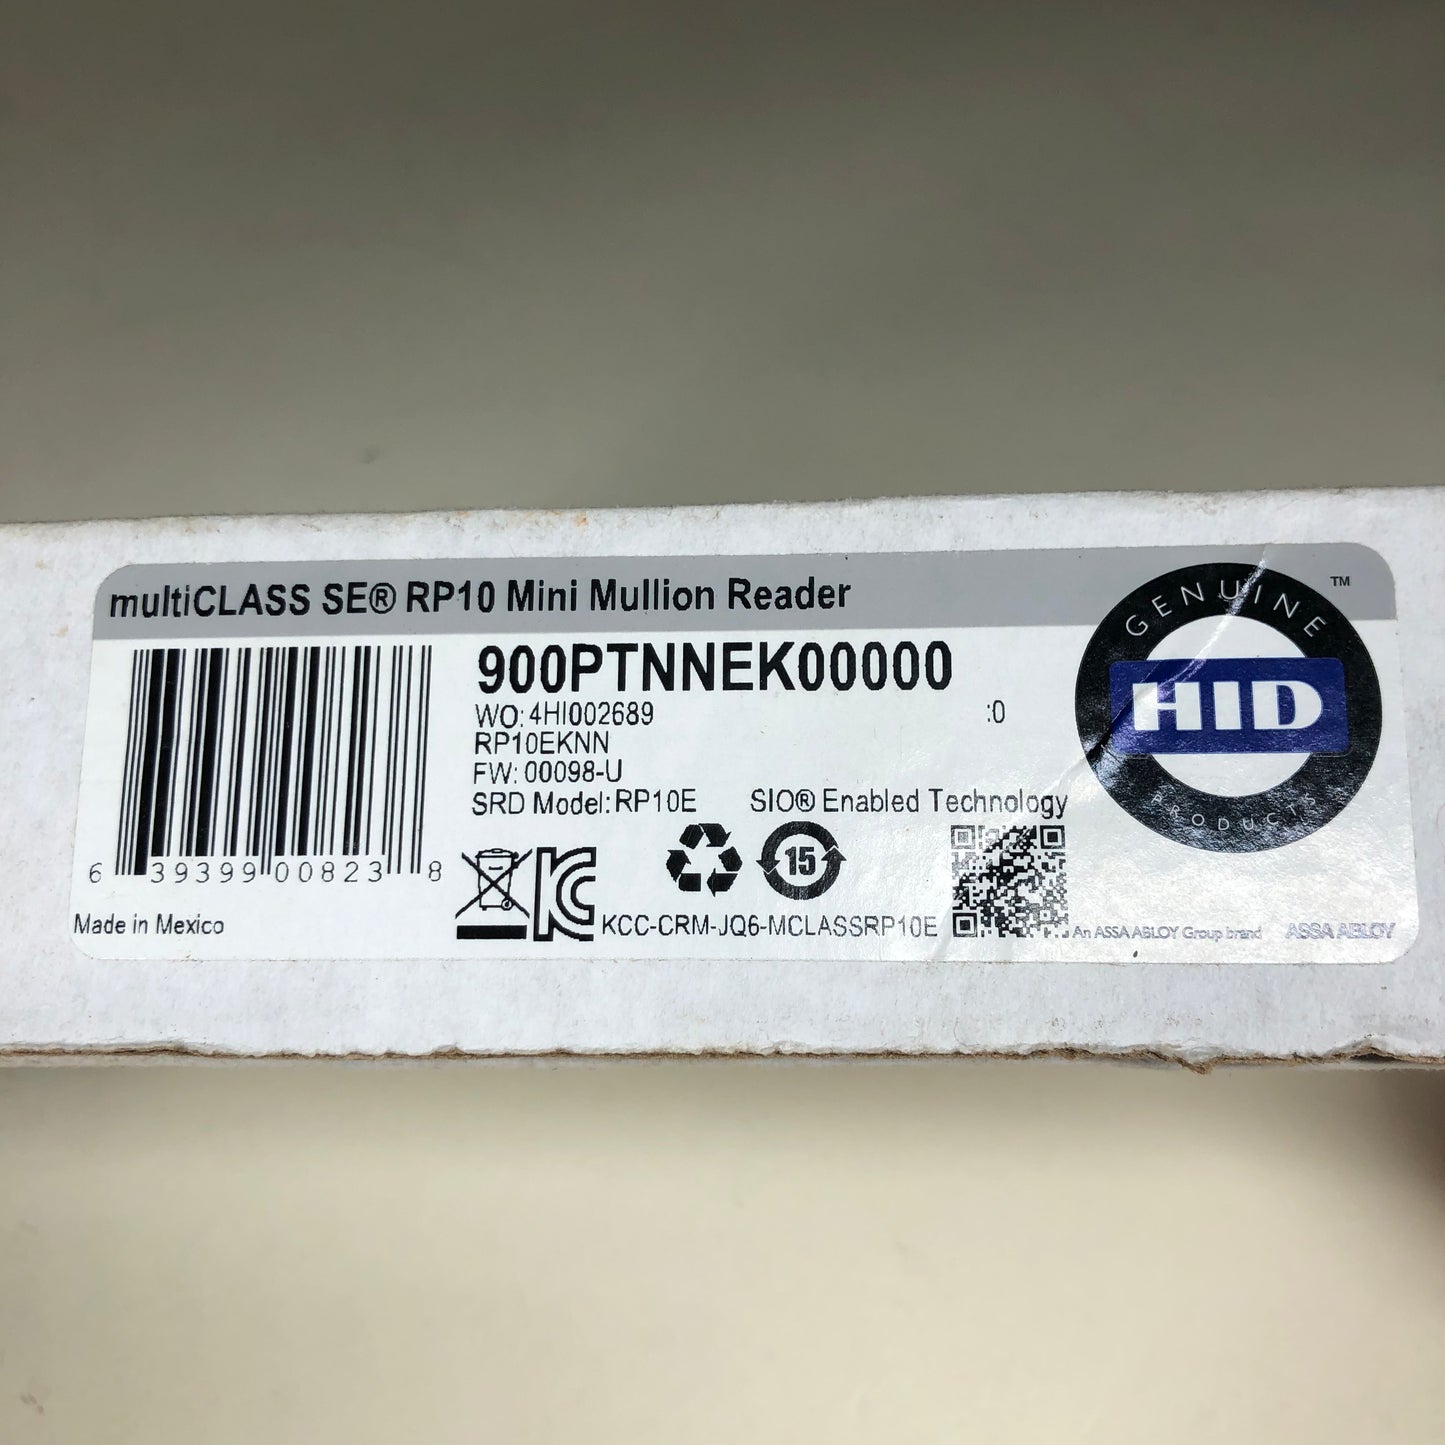 multiCLASS SE® RP10 Mini Mullion Reader
900PTNNEK00000
WO: 4HI002689 :0
RP10EKNN
FW: 00098-U
SRD Model: RP10E SIO® Enabled Technology
6 39399 00823 8
15
KCC-CRM-JQ6-MCLASSRP10E
Made in Mexico
GENUINE
HID
PRODUCTS
™
An ASSA ABLOY Group brand ASSA ABLOY